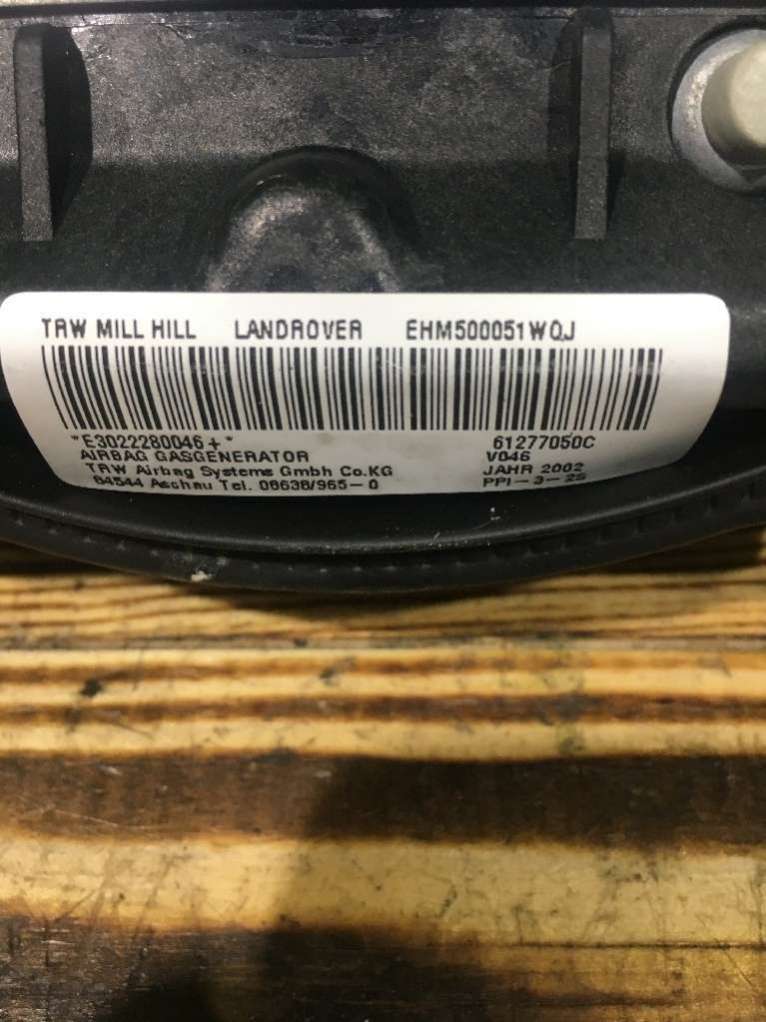 TRW MILL HILL LANDROVER EHM500051WQJ
*E3022280046+* 61277050C
AIRBAG GASGENERATOR V046
TRW Airbag Systems Gmbh Co.KG JAHR 2002
84544 Aschau Tel. 08638/965-0 PPI-3-25